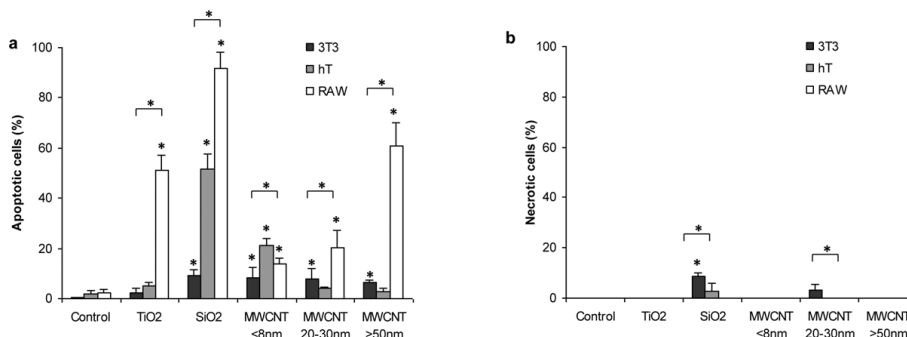 a
Apoptotic cells (%)
100
80
60
40
20
0
* * * * * * * * * * * * * * *
3T3
hT
RAW
Control TiO2 SiO2 MWCNT MWCNT MWCNT
<8nm 20-30nm >50nm
b
Necrotic cells (%)
100
80
60
40
20
0
* * *
3T3
hT
RAW
Control TiO2 SiO2 MWCNT MWCNT MWCNT
<8nm 20-30nm >50nm